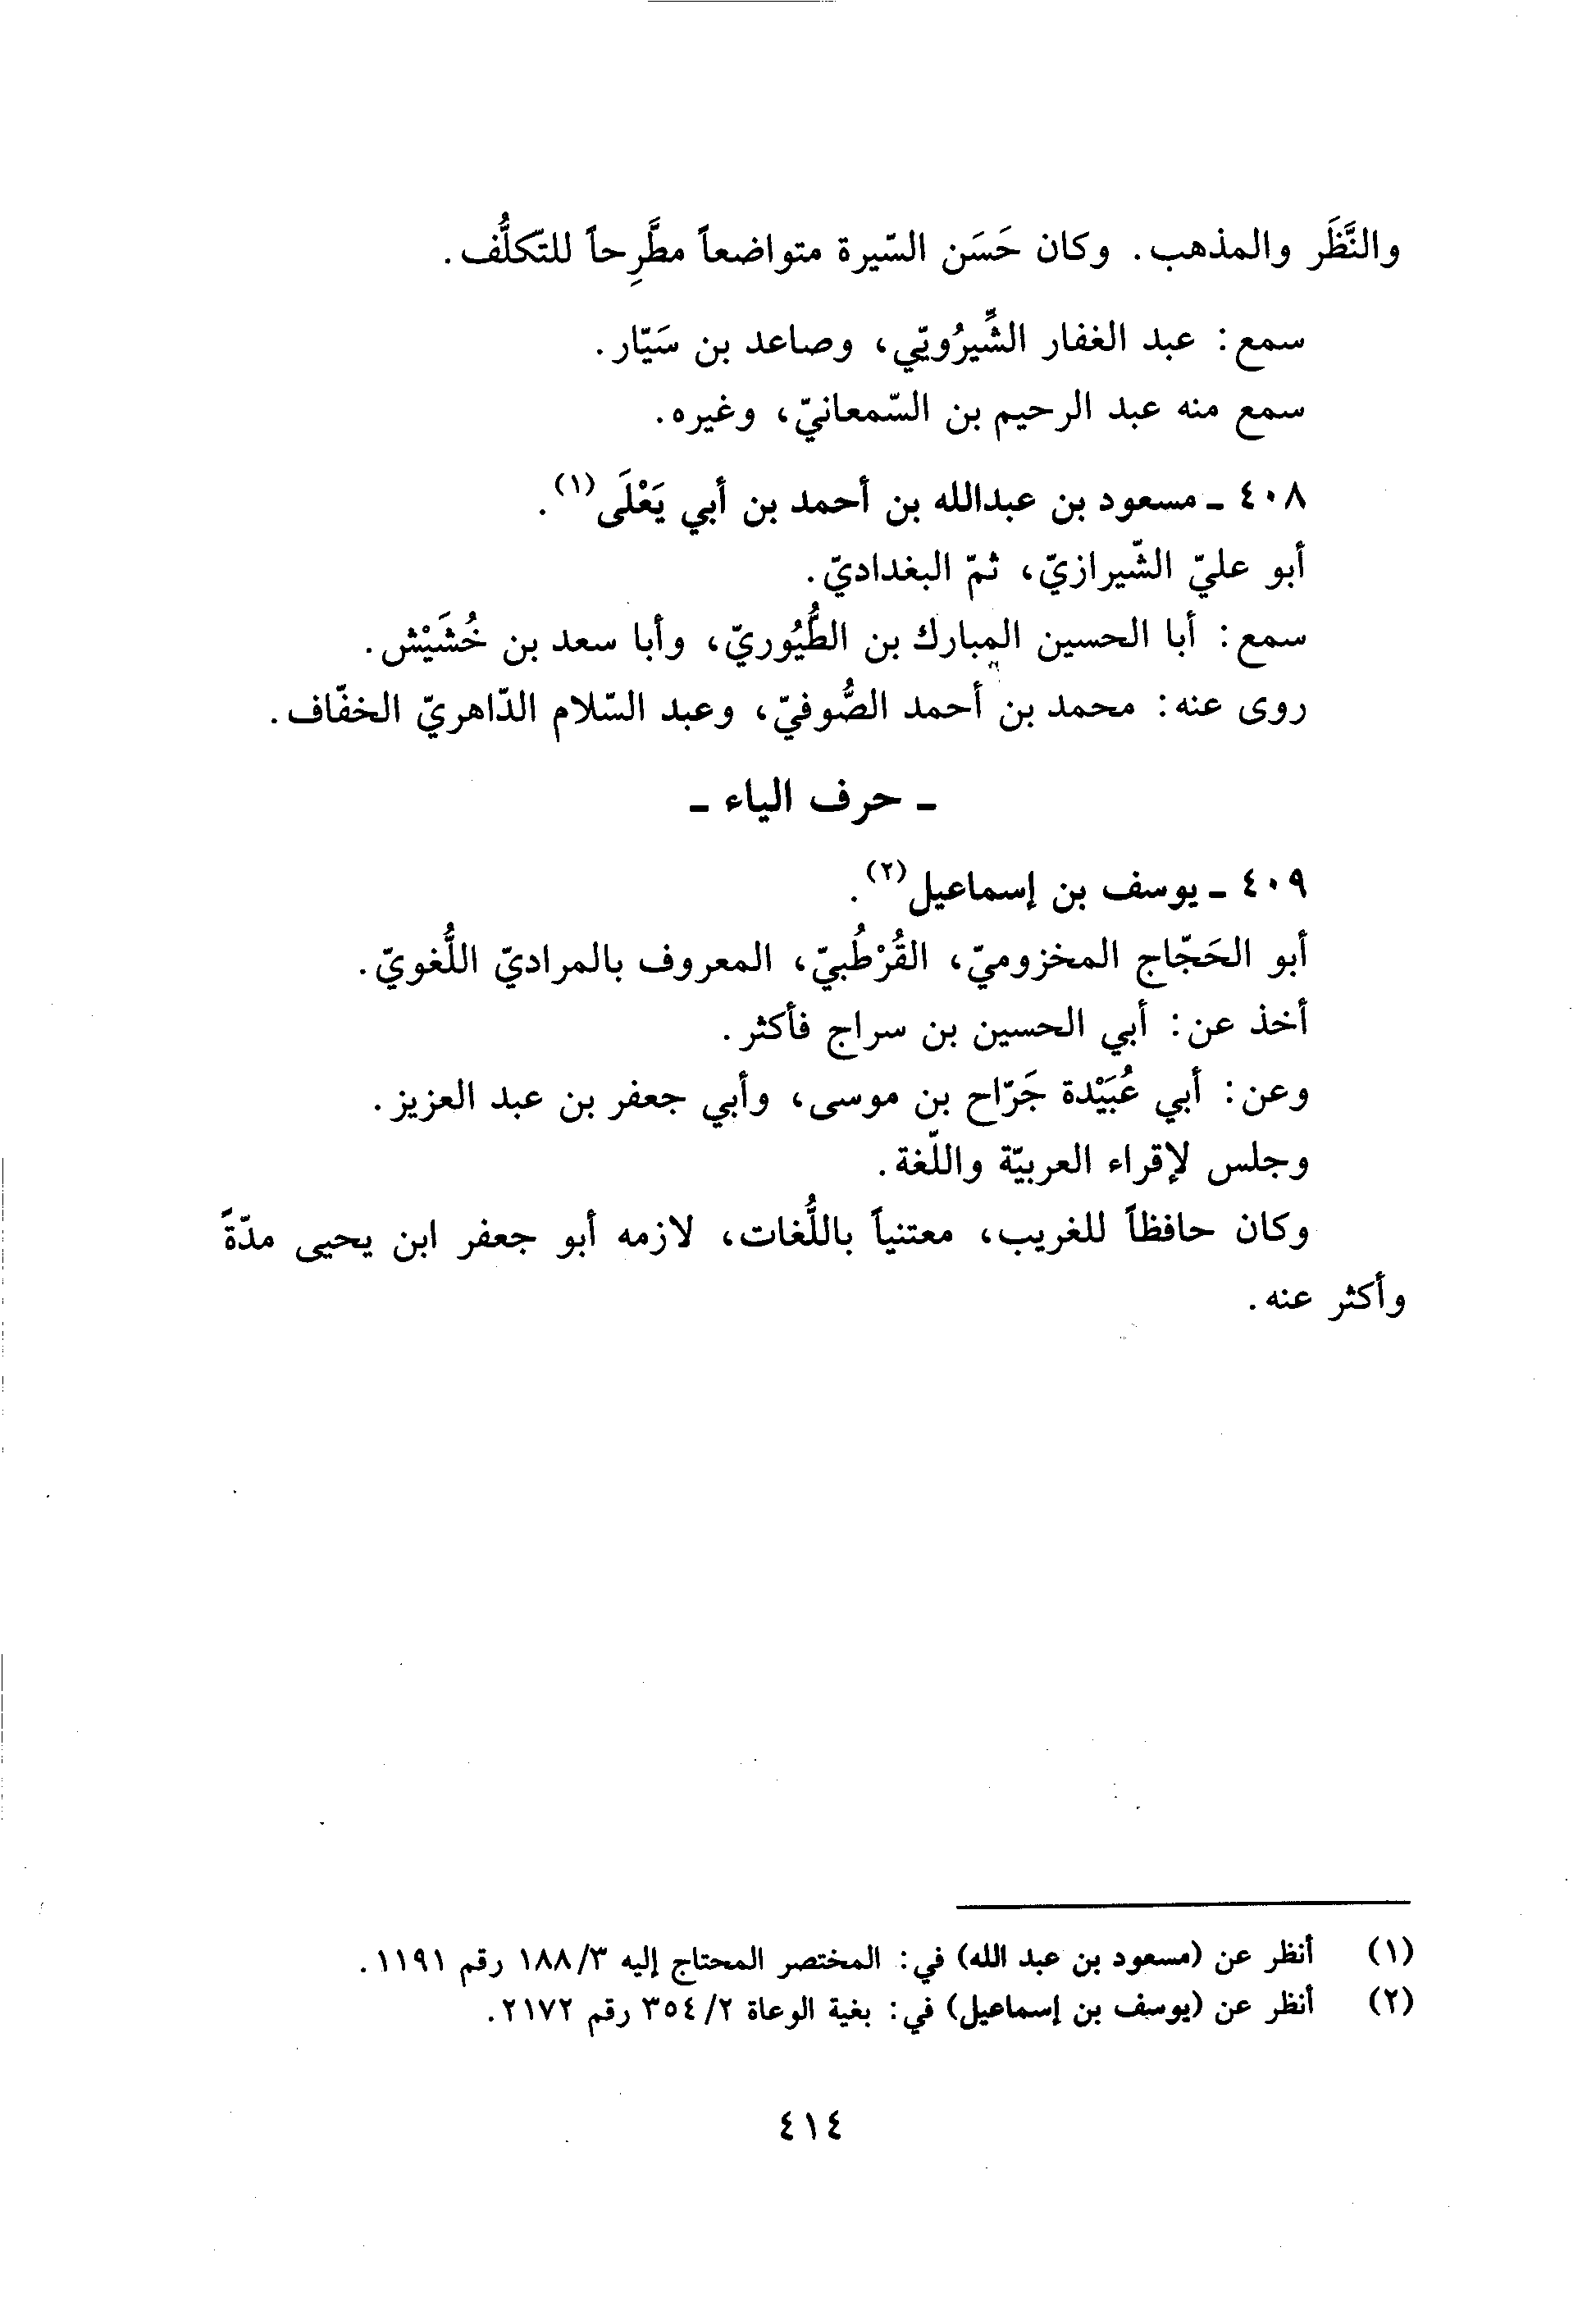 والنَّظَر والمذهب. وكان حَسَن السّيرة متواضعاً مطَّرِحاً للتكلُّف.
سمع: عبد الغفار الشِّيرُوِيّي، وصاعد بن سَيّار.
سمع منه عبد الرحيم بن السّمعانيّ، وغيره.
٤٠٨ ـ مسعود بن عبدالله بن أحمد بن أبي يَعْلَى(١).
أبو عليّ الشّيرازيّ، ثمّ البغداديّ.
سمع: أبا الحسين المبارك بن الطُّيُوريّ، وأبا سعد بن خُشَيْش.
روى عنه: محمد بن أحمد الصُّوفيّ، وعبد السّلام الدّاهريّ الخفّاف.
ـ حرف الياء ـ
٤٠٩ ـ يوسف بن إسماعيل(٢).
أبو الحَجّاج المخزوميّ، القُرْطُبيّ، المعروف بالمراديّ اللُّغويّ.
أخذ عن: أبي الحسين بن سراج فأكثر.
وعن: أبي عُبَيْدة جَرّاح بن موسى، وأبي جعفر بن عبد العزيز.
وجلس لإقراء العربيّة واللّغة.
وكان حافظاً للغريب، معتنياً باللُّغات، لازمه أبو جعفر ابن يحيى مدّةً
وأكثر عنه.
(١) أنظر عن (مسعود بن عبد الله) في: المختصر المحتاج إليه ٣/ ١٨٨ رقم ١١٩١.
(٢) أنظر عن (يوسف بن إسماعيل) في: بغية الوعاة ٢/ ٣٥٤ رقم ٢١٧٢.
٤١٤